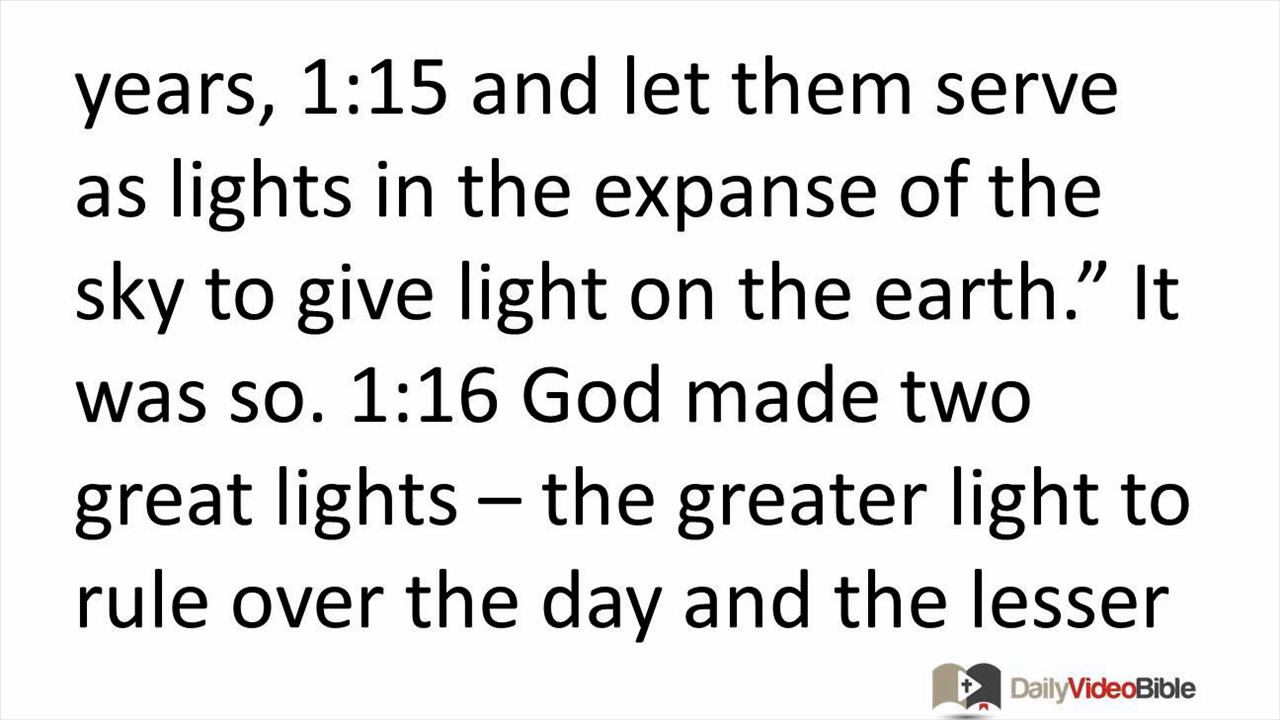 years, 1:15 and let them serve
as lights in the expanse of the
sky to give light on the earth.” It
was so. 1:16 God made two
great lights – the greater light to
rule over the day and the lesser
DailyVideoBible